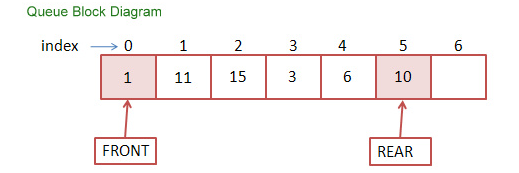 Queue Block Diagram
index 0 1 2 3 4 5 6
1 11 15 3 6 10
FRONT REAR